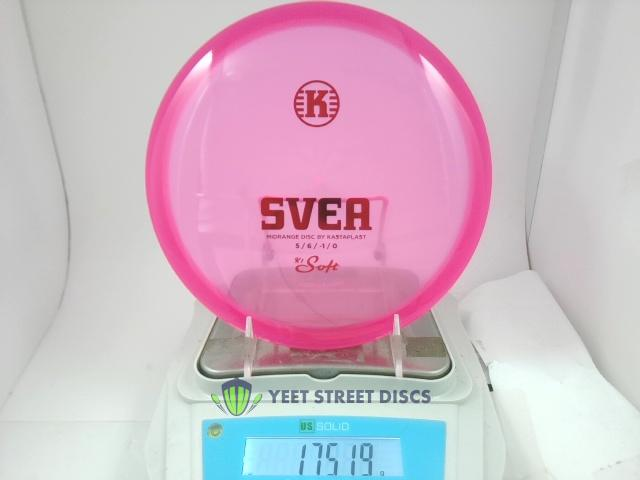 K
SVEA
MIDRANGE DISC BY KASTAPLAST
5/6/-1/0
K1 Soft
YEET STREET DISCS
US SOLID
175.19 g